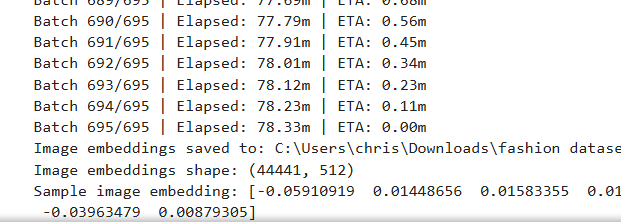 Batch 689/695 | Elapsed: 77.69m | ETA: 0.68m
Batch 690/695 | Elapsed: 77.79m | ETA: 0.56m
Batch 691/695 | Elapsed: 77.91m | ETA: 0.45m
Batch 692/695 | Elapsed: 78.01m | ETA: 0.34m
Batch 693/695 | Elapsed: 78.12m | ETA: 0.23m
Batch 694/695 | Elapsed: 78.23m | ETA: 0.11m
Batch 695/695 | Elapsed: 78.33m | ETA: 0.00m
Image embeddings saved to: C:\Users\chris\Downloads\fashion datase
Image embeddings shape: (44441, 512)
Sample image embedding: [-0.05910919 0.01448656 0.01583355 0.01
-0.03963479 0.00879305]